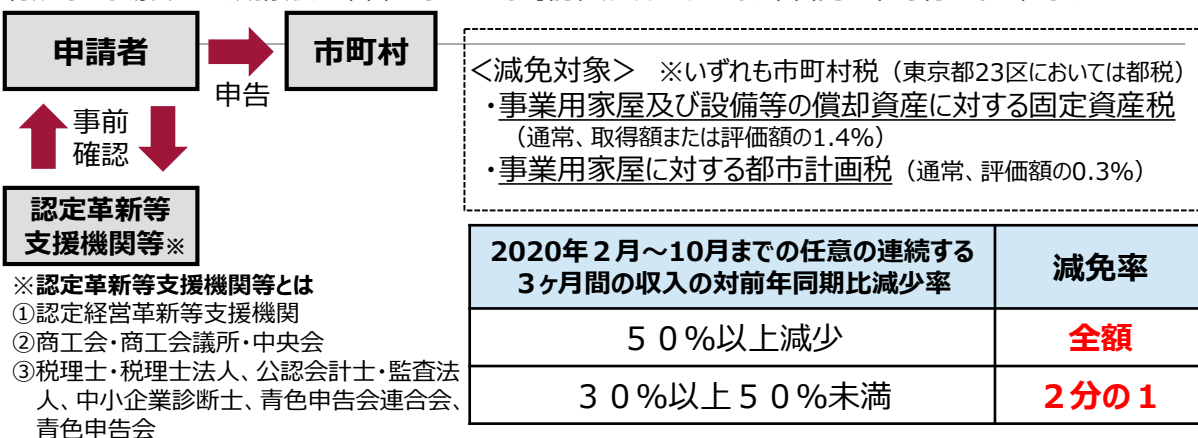 申請者
市町村
申告
事前
確認
認定革新等
支援機関等※
※認定革新等支援機関等とは
①認定経営革新等支援機関
②商工会・商工会議所・中央会
③税理士・税理士法人、公認会計士・監査法
人、中小企業診断士、青色申告会連合会、
青色申告会
<減免対象> ※いずれも市町村税(東京都23区においては都税)
・事業用家屋及び設備等の償却資産に対する固定資産税
(通常、取得額または評価額の1.4%)
・事業用家屋に対する都市計画税(通常、評価額の0.3%)
2020年2月~10月までの任意の連続する
3ヶ月間の収入の対前年同期比減少率
減免率
50%以上減少
全額
30%以上50%未満
2分の1